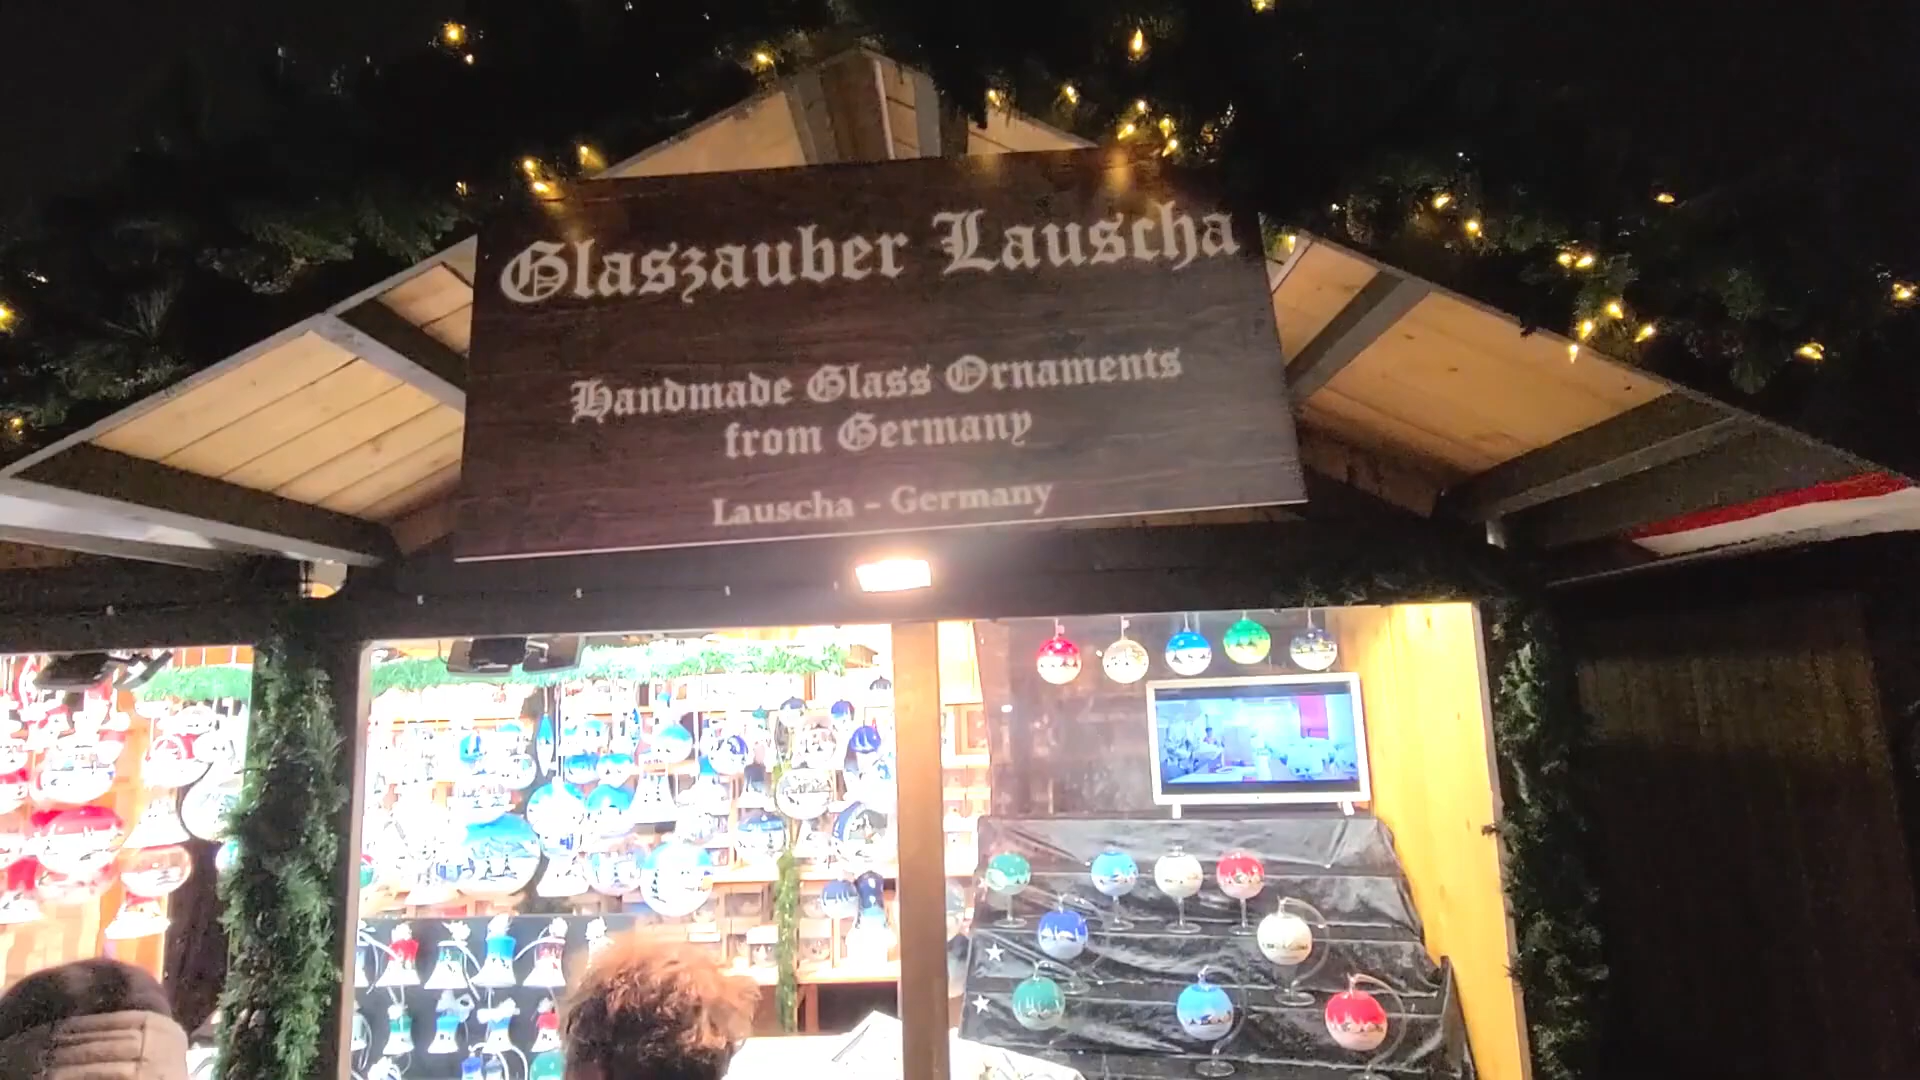 Glaszauber Lauscha
Handmade Glass Ornaments
from Germany
Lauscha - Germany